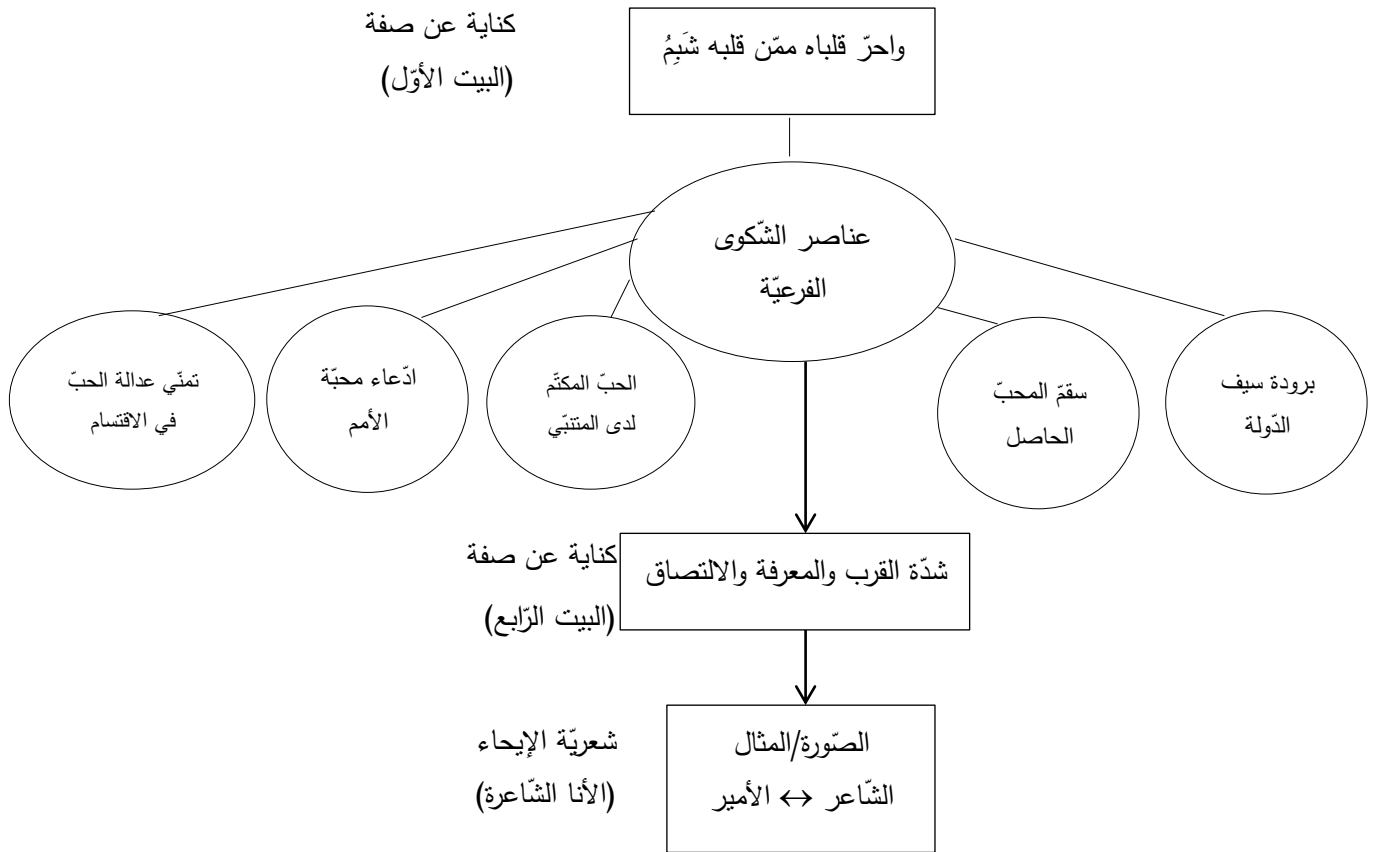 واحرّ قلباه ممّن قلبه شَبِمُ
كناية عن صفة
(البيت الأوّل)
عناصر الشّكوى
الفرعيّة
برودة سيف
الدّولة
سقمّ المحبّ
الحاصل
الحبّ المكتّم
لدى المتنبّي
ادّعاء محبّة
الأمم
تمنّي عدالة الحبّ
في الاقتسام
شدّة القرب والمعرفة والالتصاق
كناية عن صفة
(البيت الرّابع)
الصّورة/المثال
الشّاعر ↔ الأمير
شعريّة الإيحاء
(الأنا الشّاعرة)